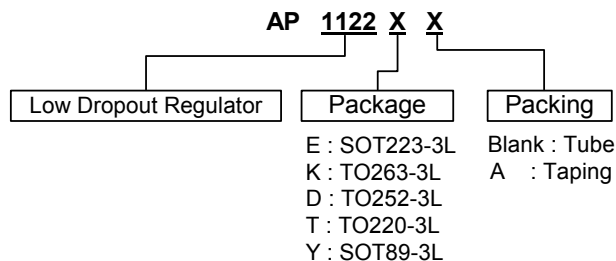 AP 1122 X X
Low Dropout Regulator
Package
Packing
E : SOT223-3L
K : TO263-3L
D : TO252-3L
T : TO220-3L
Y : SOT89-3L
Blank : Tube
A : Taping